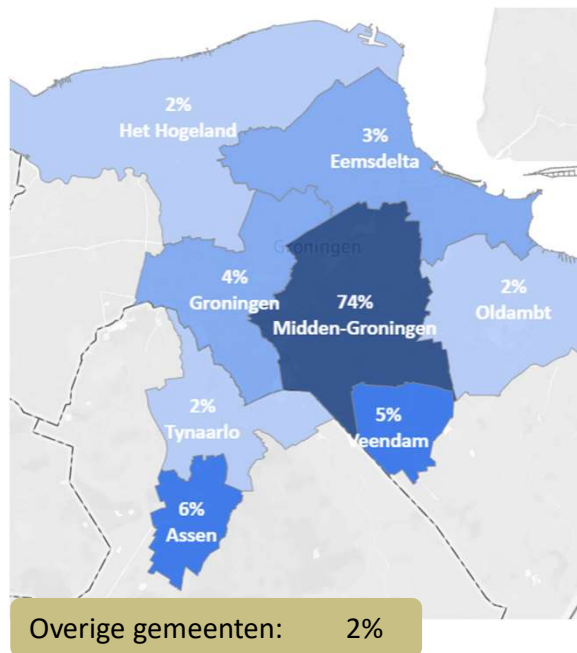 2%
Het Hogeland
3%
Eemsdelta
Groningen
4%
Groningen
74%
Midden-Groningen
2%
Oldambt
2%
Tynaarlo
5%
Veendam
6%
Assen
Overige gemeenten: 2%